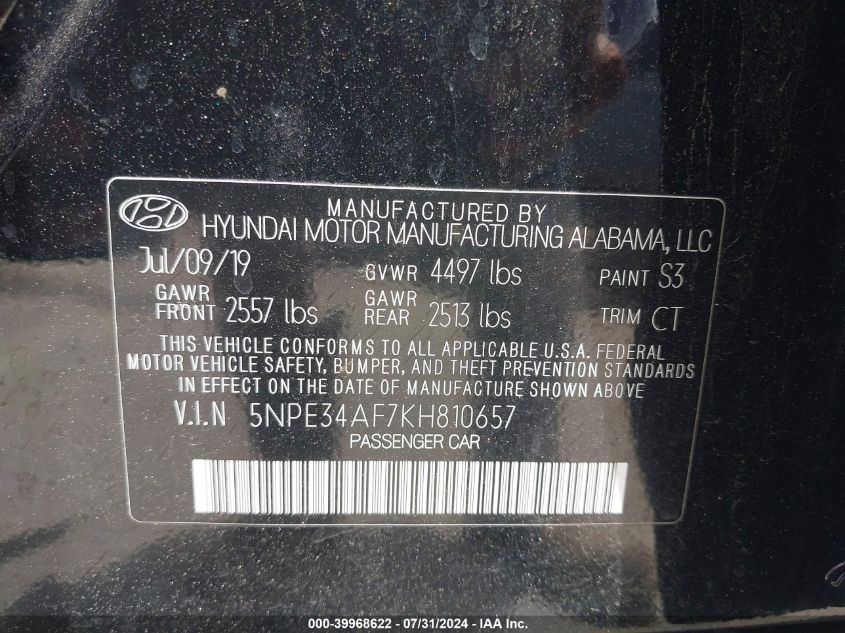 MANUFACTURED BY
HYUNDAI MOTOR MANUFACTURING ALABAMA, LLC
Jul/09/19 GVWR 4497 lbs PAINT S3
GAWR FRONT 2557 lbs GAWR REAR 2513 lbs TRIM CT
THIS VEHICLE CONFORMS TO ALL APPLICABLE U.S.A. FEDERAL
MOTOR VEHICLE SAFETY, BUMPER, AND THEFT PREVENTION STANDARDS
IN EFFECT ON THE DATE OF MANUFACTURE SHOWN ABOVE
V.I.N 5NPE34AF7KH810657
PASSENGER CAR
000-39968622 - 07/31/2024 - IAA Inc.